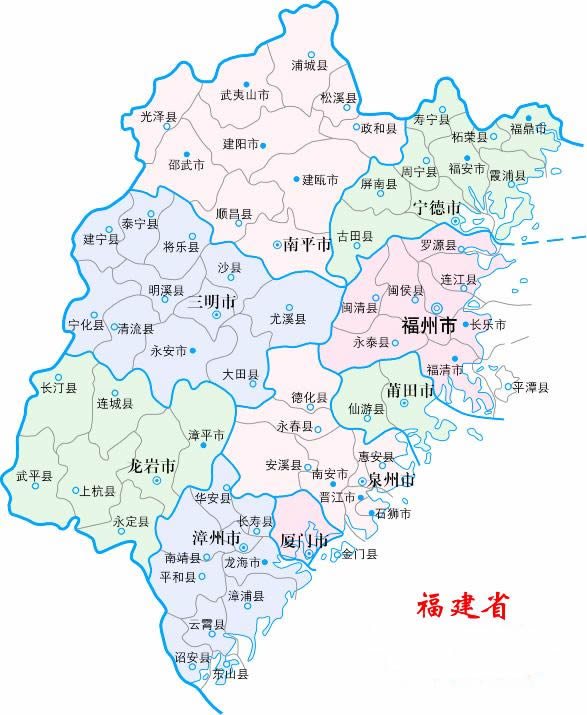 浦城县
武夷山市
松溪县
光泽县
政和县
寿宁县
福鼎市
柘荣县
建阳市
邵武市
周宁县
福安市
霞浦县
建瓯市
屏南县
宁德市
顺昌县
泰宁县
建宁县
将乐县
南平市
古田县
罗源县
沙县
连江县
明溪县
三明市
闽侯县
闽清县
尤溪县
宁化县
清流县
福州市
长乐市
永泰县
永安市
福清市
大田县
长汀县
平潭县
莆田市
连城县
德化县
仙游县
永春县
漳平市
惠安县
龙岩市
安溪县
南安市
泉州市
武平县
上杭县
华安县
晋江市
石狮市
永定县
长寿县
漳州市
厦门市
金门县
南靖县
龙海市
平和县
漳浦县
福建省
云霄县
诏安县
东山县